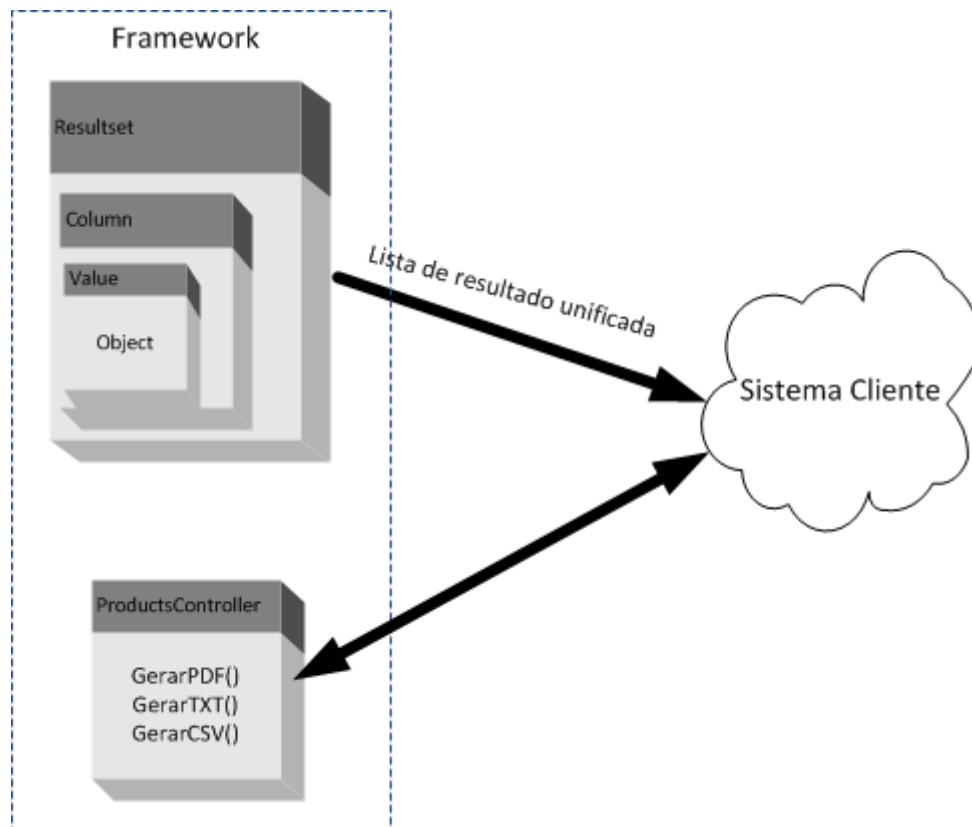 Framework
Resultset
Column
Value
Object
Lista de resultado unificada
Sistema Cliente
ProductsController
GerarPDF()
GerarTXT()
GerarCSV()